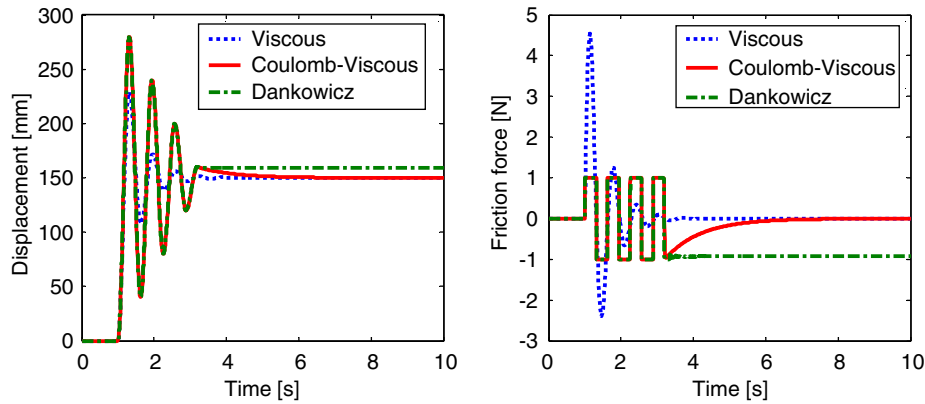 300
250
200
150
100
50
0
0
2
4
6
8
10
Displacement [mm]
Time [s]
Viscous
Coulomb-Viscous
Dankowicz
5
4
3
2
1
0
-1
-2
-3
0
2
4
6
8
10
Friction force [N]
Time [s]
Viscous
Coulomb-Viscous
Dankowicz